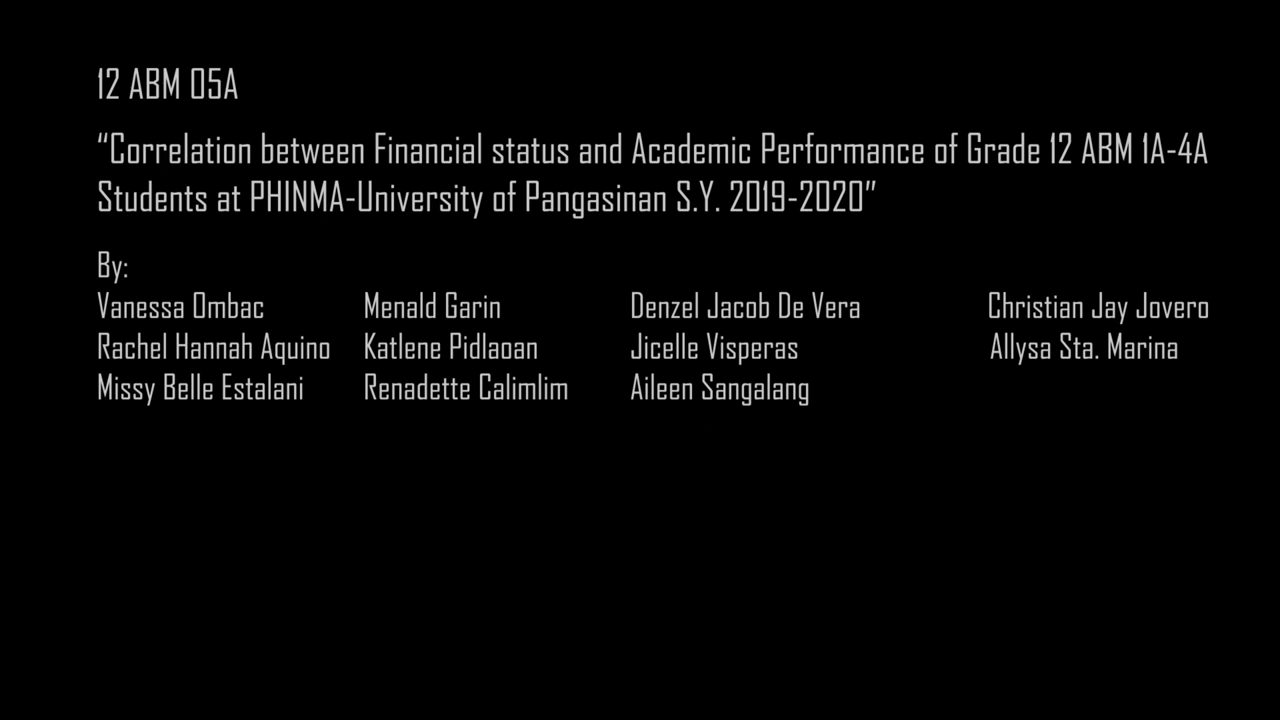 12 ABM 05A
“Correlation between Financial status and Academic Performance of Grade 12 ABM 1A-4A
Students at PHINMA-University of Pangasinan S.Y. 2019-2020”
By:
Vanessa Ombac Menald Garin Denzel Jacob De Vera Christian Jay Jovero
Rachel Hannah Aquino Katlene Pidlaoan Jicelle Visperas Allysa Sta. Marina
Missy Belle Estalani Renadette Calimlim Aileen Sangalang